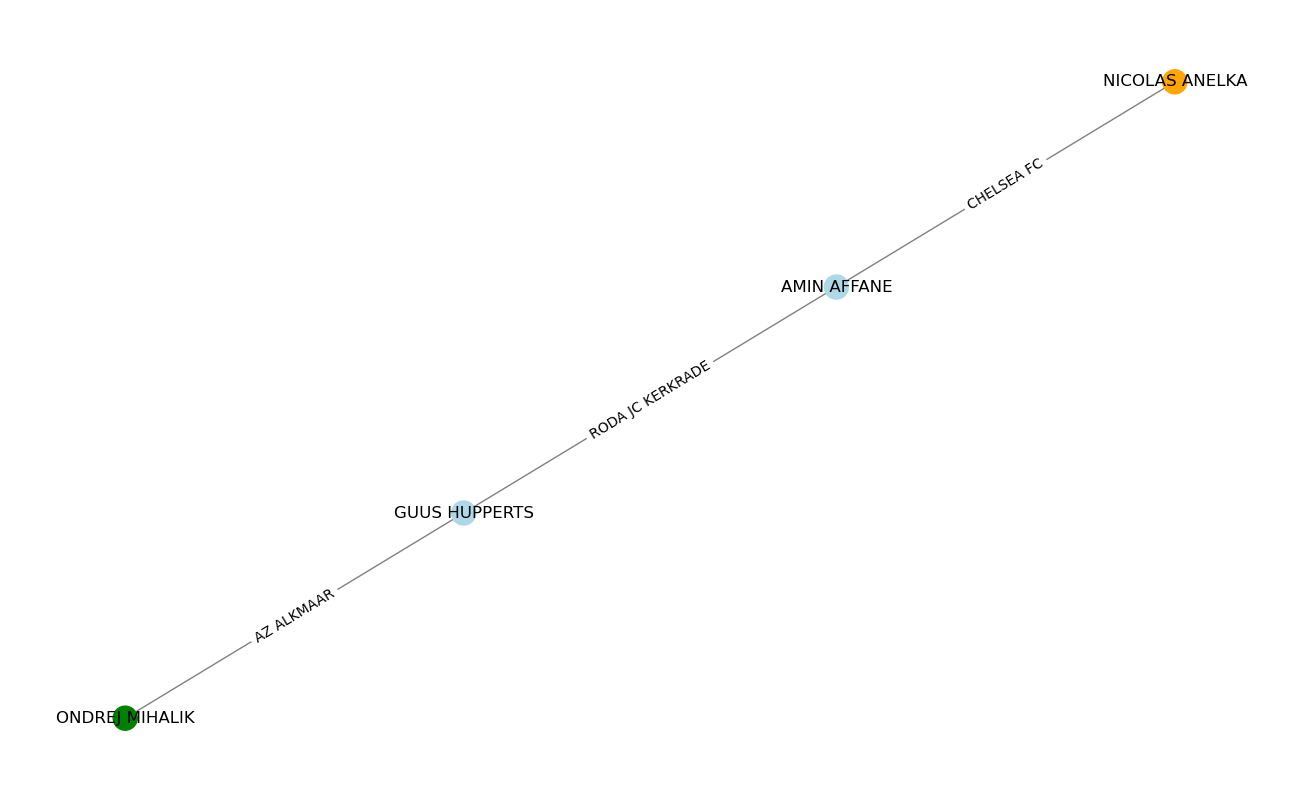 NICOLAS ANELKA
CHELSEA FC
AMIN AFFANE
RODA JC KERKRADE
GUUS HUPPERTS
AZ ALKMAAR
ONDREJ MIHALIK